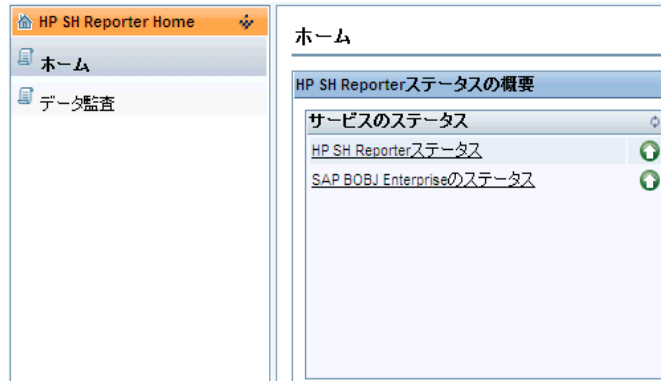 HP SH Reporter Home
ホーム
データ監査
ホーム
HP SH Reporterステータスの概要
サービスのステータス
HP SH Reporterステータス
SAP BOBJ Enterpriseのステータス